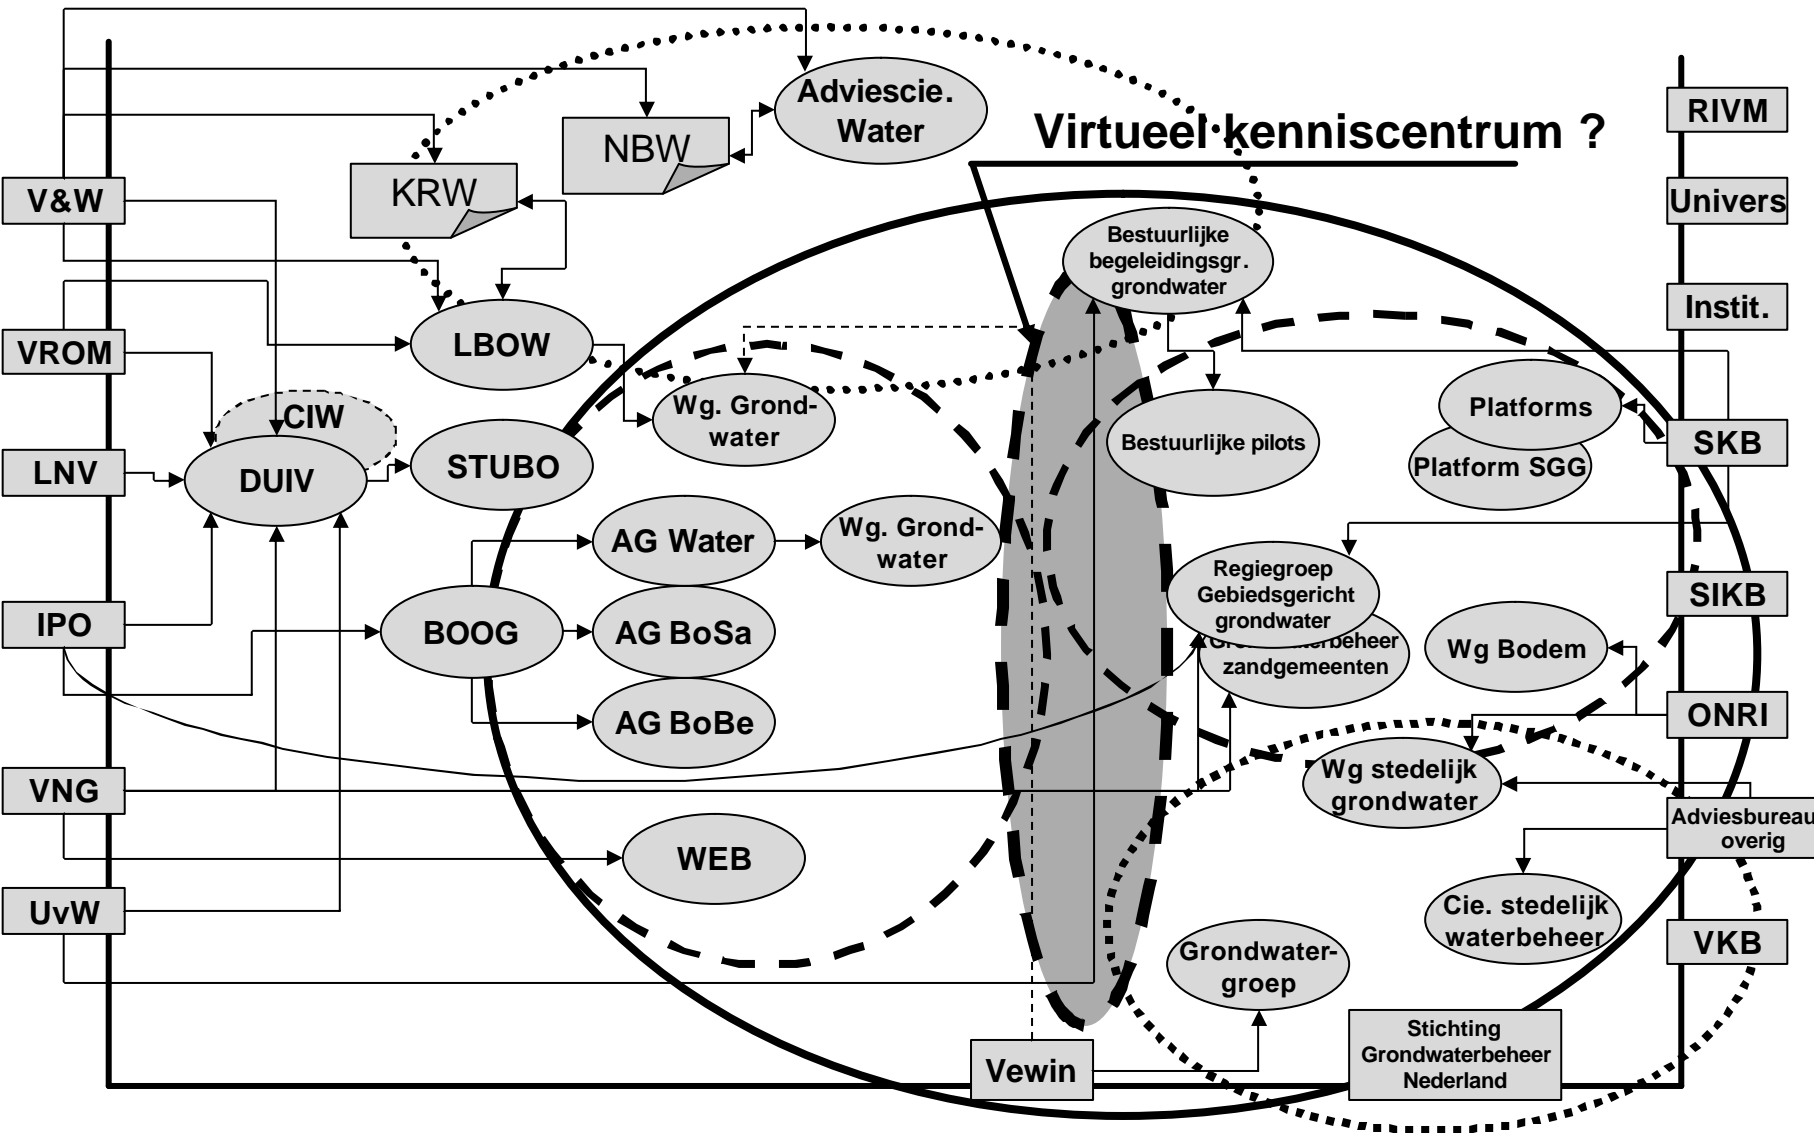 Adviescie.
Water
Virtueel kenniscentrum ?
NBW
KRW
RIVM
V&W
Univers
Bestuurlijke
begeleidingsgr.
grondwater
Instit.
VROM
LBOW
CIW
Wg. Grond-
water
Platforms
Bestuurlijke pilots
SKB
LNV
DUIV
STUBO
Platform SGG
AG Water
Wg. Grond-
water
Regiegroep
Gebiedsgericht
grondwater
SIKB
IPO
BOOG
AG BoSa
zandgemeenten
Wg Bodem
AG BoBe
ONRI
VNG
Wg stedelijk
grondwater
Adviesbureau
overig
WEB
UvW
Cie. stedelijk
waterbeheer
VKB
Grondwater-
groep
Stichting
Grondwaterbeheer
Nederland
Vewin